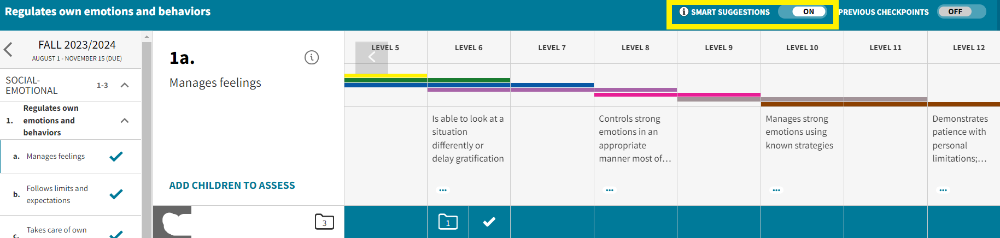 Regulates own emotions and behaviors
SMART SUGGESTIONS ON
PREVIOUS CHECKPOINTS OFF
FALL 2023/2024
AUGUST 1 - NOVEMBER 15 (DUE)
SOCIAL-
EMOTIONAL 1-3
1. Regulates own
emotions and
behaviors
a. Manages feelings
b. Follows limits and
expectations
c. Takes care of own
1a.
Manages feelings
ADD CHILDREN TO ASSESS
3
LEVEL 5 LEVEL 6 LEVEL 7 LEVEL 8 LEVEL 9 LEVEL 10 LEVEL 11 LEVEL 12
Is able to look at a
situation
differently or
delay gratification
...
Controls strong
emotions in an
appropriate
manner most of…
...
Manages strong
emotions using
known strategies
...
Demonstrates
patience with
personal
limitations;…
...
1